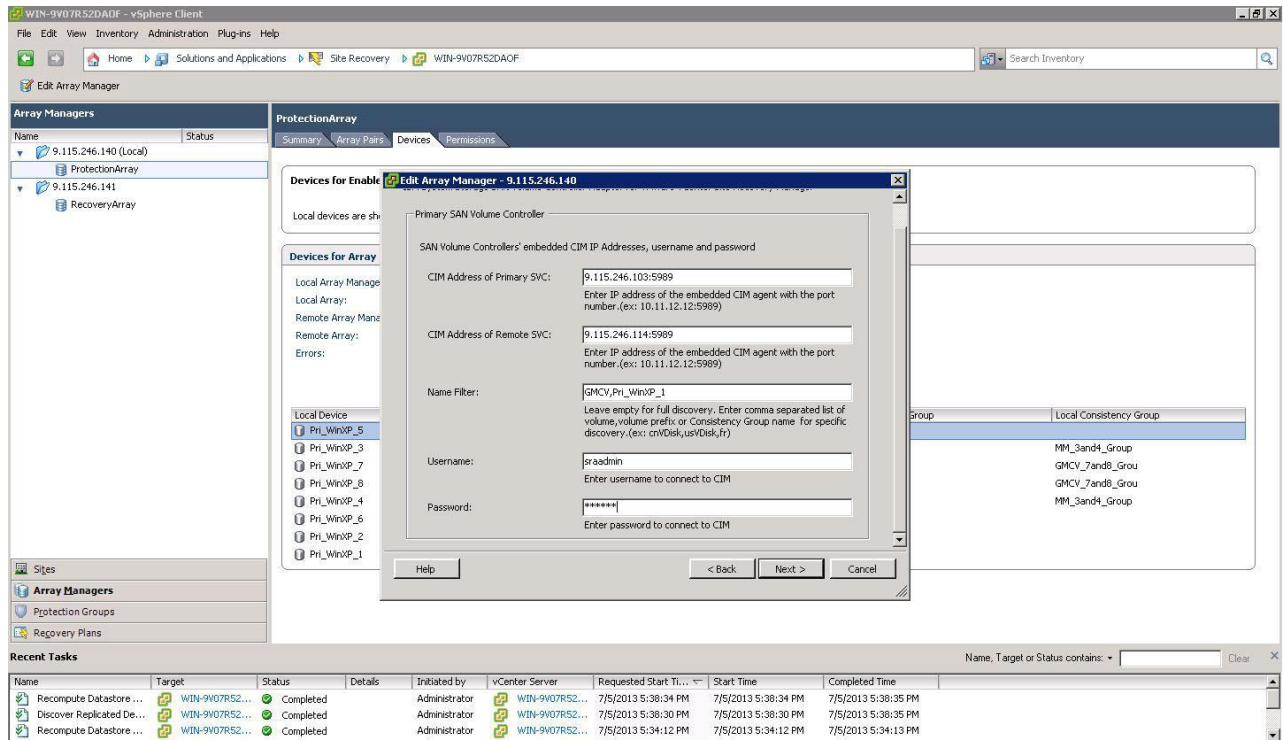 WIN-9V07R52DAOF - vSphere Client
File Edit View Inventory Administration Plug-ins Help
Home Solutions and Applications Site Recovery WIN-9V07R52DAOF Search Inventory
Edit Array Manager
Array Managers
Name Status
9.115.246.140 (Local)
ProtectionArray
9.115.246.141
RecoveryArray
Sites
Array Managers
Protection Groups
Recovery Plans
ProtectionArray
Summary Array Pairs Devices Permissions
Devices for Enable
Local devices are sh
Devices for Array
Local Array Manage
Local Array:
Remote Array Mana
Remote Array:
Errors:
Local Device Group Local Consistency Group
Pri_WinXP_5
Pri_WinXP_3 MM_3and4_Group
Pri_WinXP_7 GMCV_7and8_Grou
Pri_WinXP_8 GMCV_7and8_Grou
Pri_WinXP_4 MM_3and4_Group
Pri_WinXP_6
Pri_WinXP_2
Pri_WinXP_1
Edit Array Manager - 9.115.246.140
Primary SAN Volume Controller
SAN Volume Controllers' embedded CIM IP Addresses, username and password
CIM Address of Primary SVC: 9.115.246.103:5989
Enter IP address of the embedded CIM agent with the port
number.(ex: 10.11.12.12:5989)
CIM Address of Remote SVC: 9.115.246.114:5989
Enter IP address of the embedded CIM agent with the port
number.(ex: 10.11.12.12:5989)
Name Filter: GMCV,Pri_WinXP_1
Leave empty for full discovery. Enter comma separated list of
volume,volume prefix or Consistency Group name for specific
discovery.(ex: cnVDisk,usVDisk,fr)
Username: sraadmin
Enter username to connect to CIM
Password: ******
Enter password to connect to CIM
Help < Back Next > Cancel
Recent Tasks Name, Target or Status contains: Clear
Name Target Status Details Initiated by vCenter Server Requested Start Ti... Start Time Completed Time
Recompute Datastore ... WIN-9V07R52... Completed Administrator WIN-9V07R52... 7/5/2013 5:38:34 PM 7/5/2013 5:38:34 PM 7/5/2013 5:38:35 PM
Discover Replicated De... WIN-9V07R52... Completed Administrator WIN-9V07R52... 7/5/2013 5:38:30 PM 7/5/2013 5:38:30 PM 7/5/2013 5:38:35 PM
Recompute Datastore ... WIN-9V07R52... Completed Administrator WIN-9V07R52... 7/5/2013 5:34:12 PM 7/5/2013 5:34:12 PM 7/5/2013 5:34:13 PM